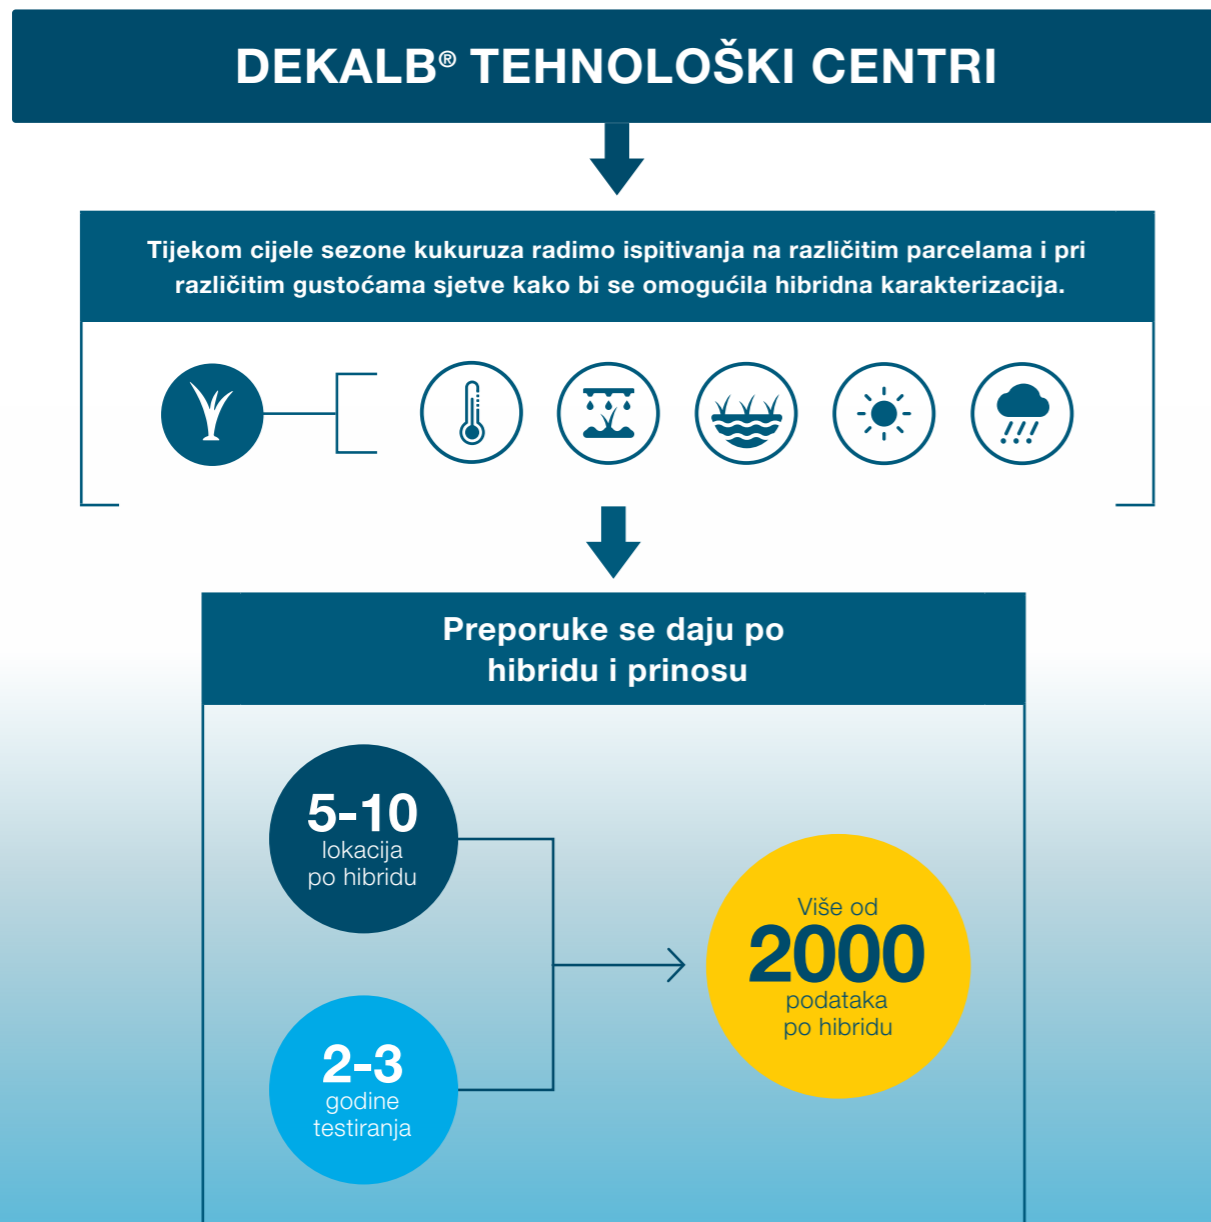 DEKALB® TEHNOLOŠKI CENTRI
Tijekom cijele sezone kukuruza radimo ispitivanja na različitim parcelama i pri
različitim gustoćama sjetve kako bi se omogućila hibridna karakterizacija.
Preporuke se daju po
hibridu i prinosu
5-10
lokacija
po hibridu
2-3
godine
testiranja
Više od
2000
podataka
po hibridu